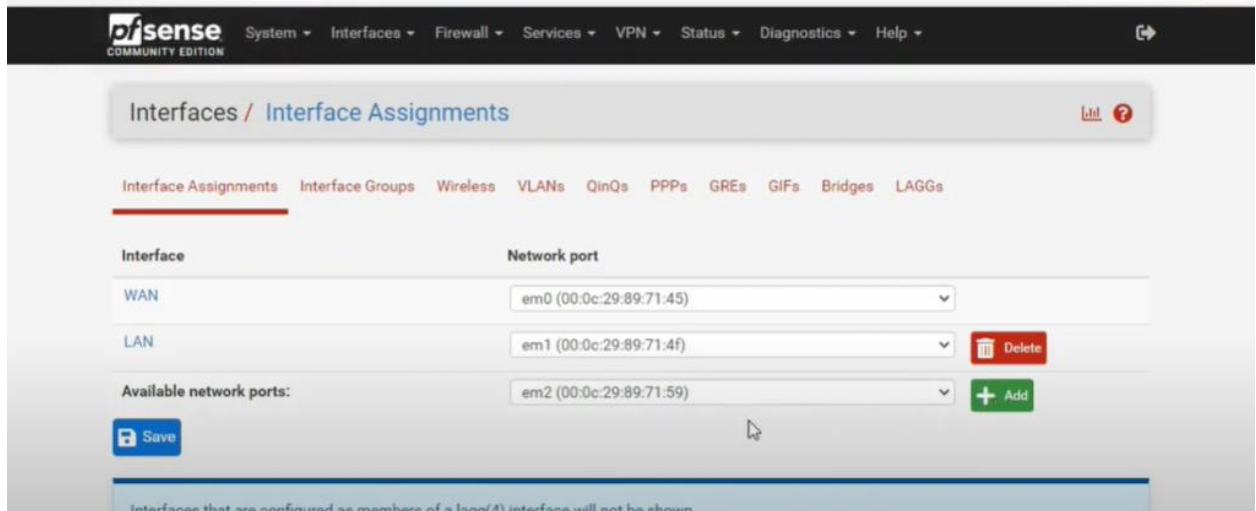 pfsense System Interfaces Firewall Services VPN Status Diagnostics Help
COMMUNITY EDITION
Interfaces / Interface Assignments
Interface Assignments Interface Groups Wireless VLANs QinQs PPPs GREs GIFs Bridges LAGGs
Interface Network port
WAN em0 (00:0c:29:89:71:45)
LAN em1 (00:0c:29:89:71:4f) Delete
Available network ports: em2 (00:0c:29:89:71:59) Add
Save
Interfaces that are configured as members of a lagg(4) interface will not be shown.